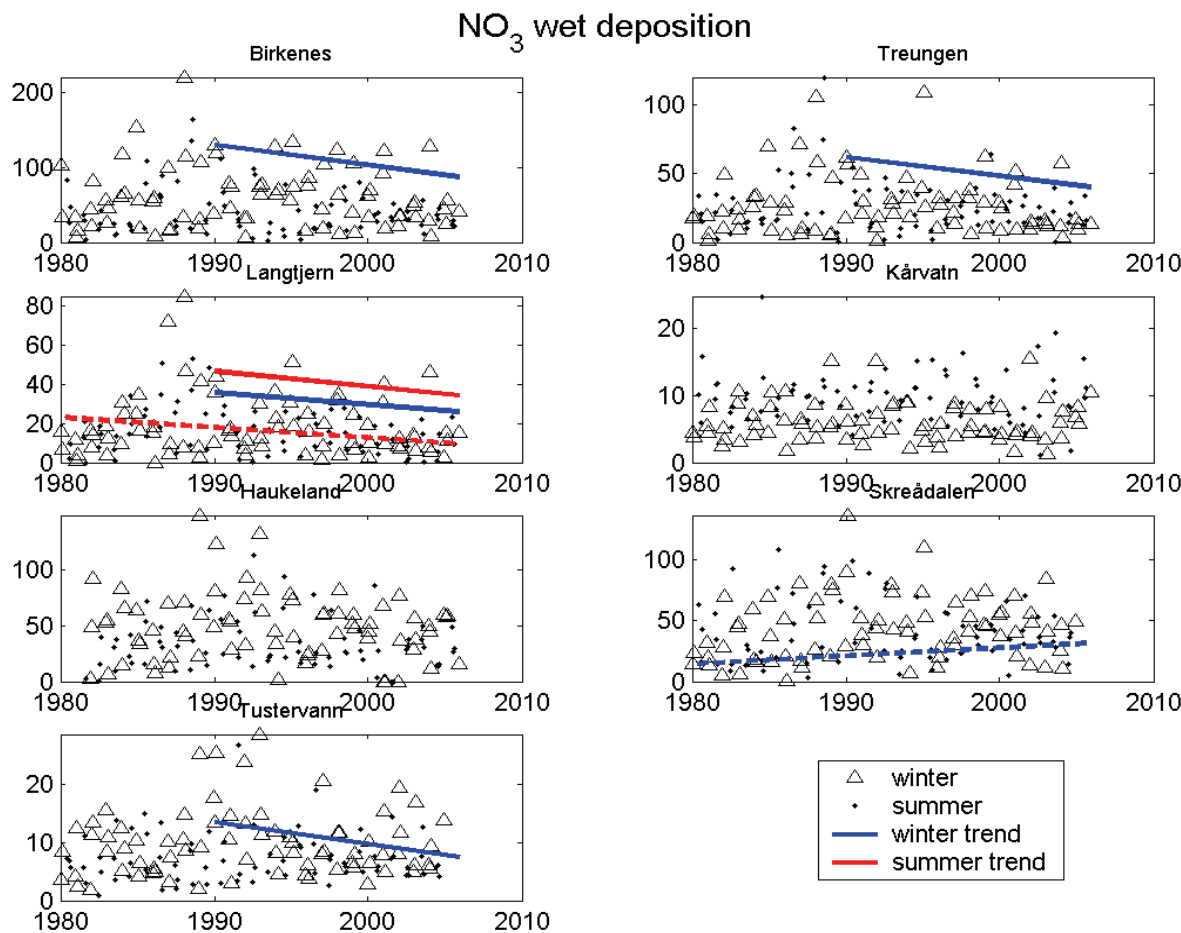 NO3 wet deposition
Birkenes
200
100
0
1980 1990 2000 2010
Treungen
100
50
0
1980 1990 2000 2010
Langtjern
80
60
40
20
0
1980 1990 2000 2010
Kårvatn
20
10
0
1980 1990 2000 2010
Haukeland
100
50
0
1980 1990 2000 2010
Skreådalen
100
50
0
1980 1990 2000 2010
Tustervann
20
10
0
1980 1990 2000 2010
winter
summer
winter trend
summer trend